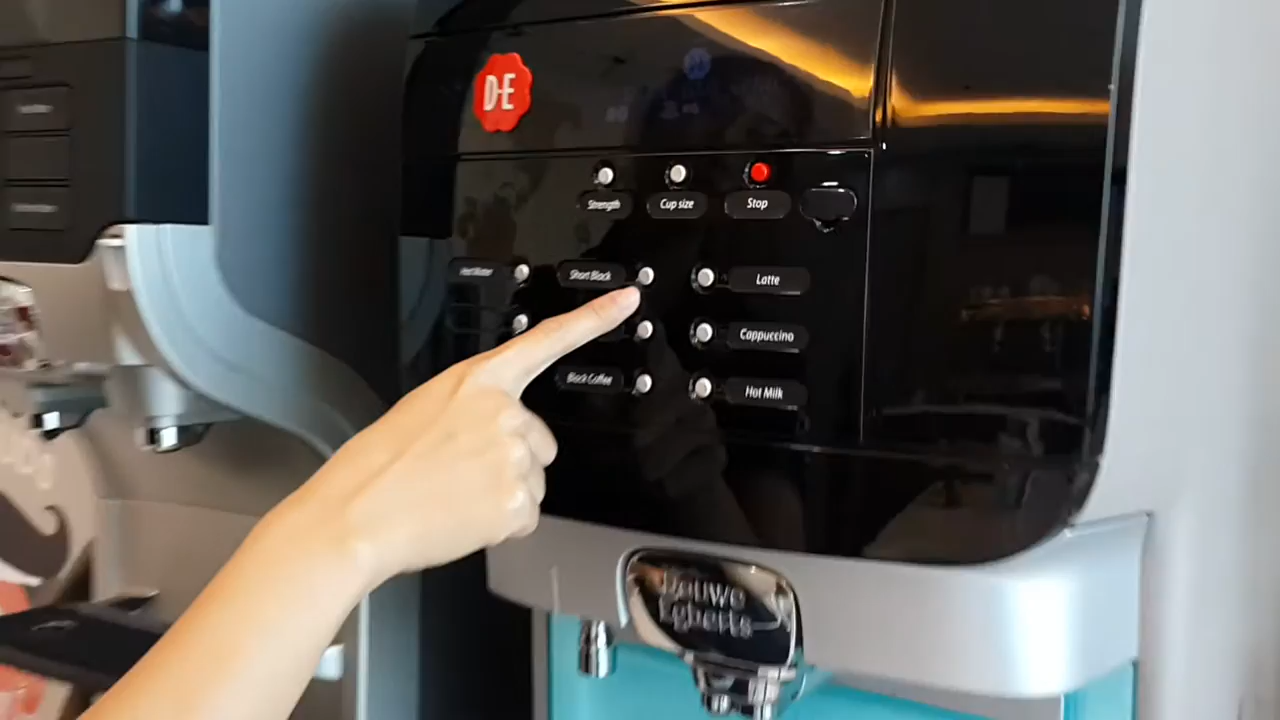 D·E
Strength
Cup size
Stop
Hot Water
Short Black
Latte
Cappuccino
Black Coffee
Hot Milk
Douwe
Egberts